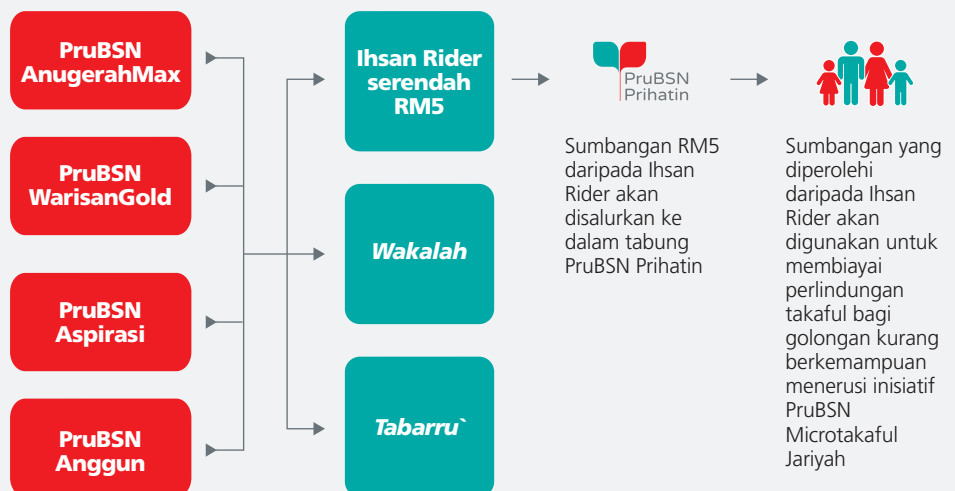 PruBSN
AnugerahMax
PruBSN
WarisanGold
PruBSN
Aspirasi
PruBSN
Anggun
Ihsan Rider
serendah
RM5
Wakalah
Tabarru`
PruBSN
Prihatin
Sumbangan RM5
daripada Ihsan
Rider akan
disalurkan ke
dalam tabung
PruBSN Prihatin
Sumbangan yang
diperolehi
daripada Ihsan
Rider akan
digunakan untuk
membiayai
perlindungan
takaful bagi
golongan kurang
berkemampuan
menerusi inisiatif
PruBSN
Microtakaful
Jariyah